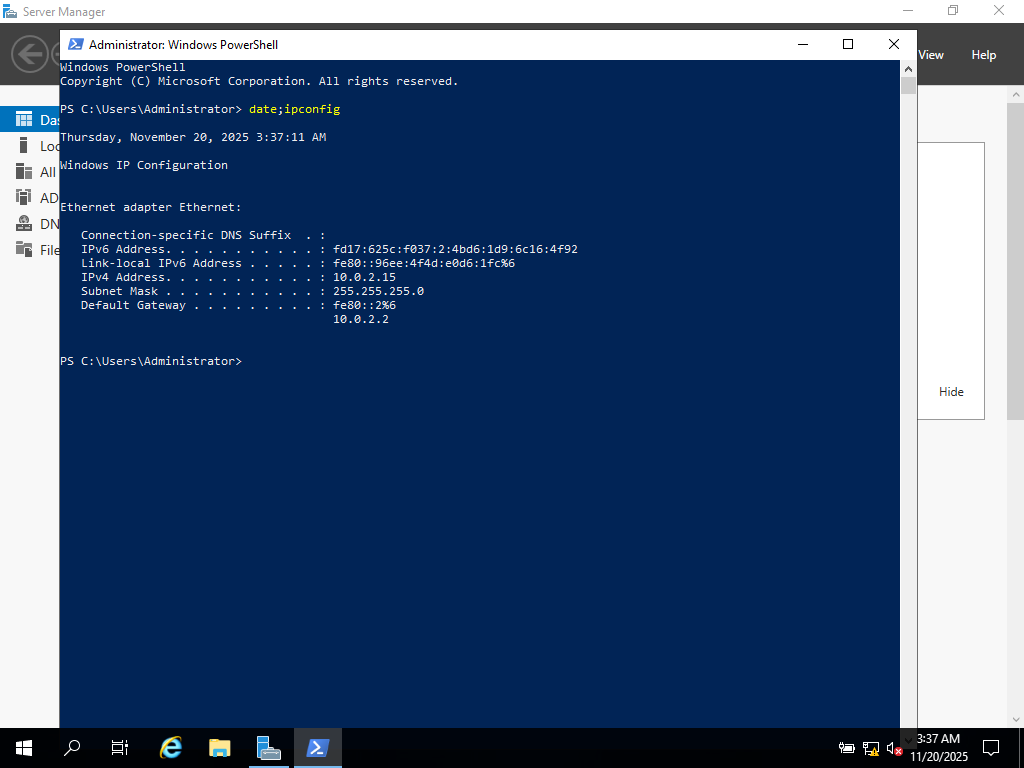 Server Manager
Administrator: Windows PowerShell
View
Help
Windows PowerShell
Copyright (C) Microsoft Corporation. All rights reserved.
PS C:\Users\Administrator> date;ipconfig
Thursday, November 20, 2025 3:37:11 AM
Windows IP Configuration
Ethernet adapter Ethernet:
Connection-specific DNS Suffix  . :
IPv6 Address. . . . . . . . . . . : fd17:625c:f037:2:4bd6:1d9:6c16:4f92
Link-local IPv6 Address . . . . . : fe80::96ee:4f4d:e0d6:1fc%6
IPv4 Address. . . . . . . . . . . : 10.0.2.15
Subnet Mask . . . . . . . . . . . : 255.255.255.0
Default Gateway . . . . . . . . . : fe80::2%6
10.0.2.2
PS C:\Users\Administrator>
All
AD
Hide
3:37 AM
11/20/2025